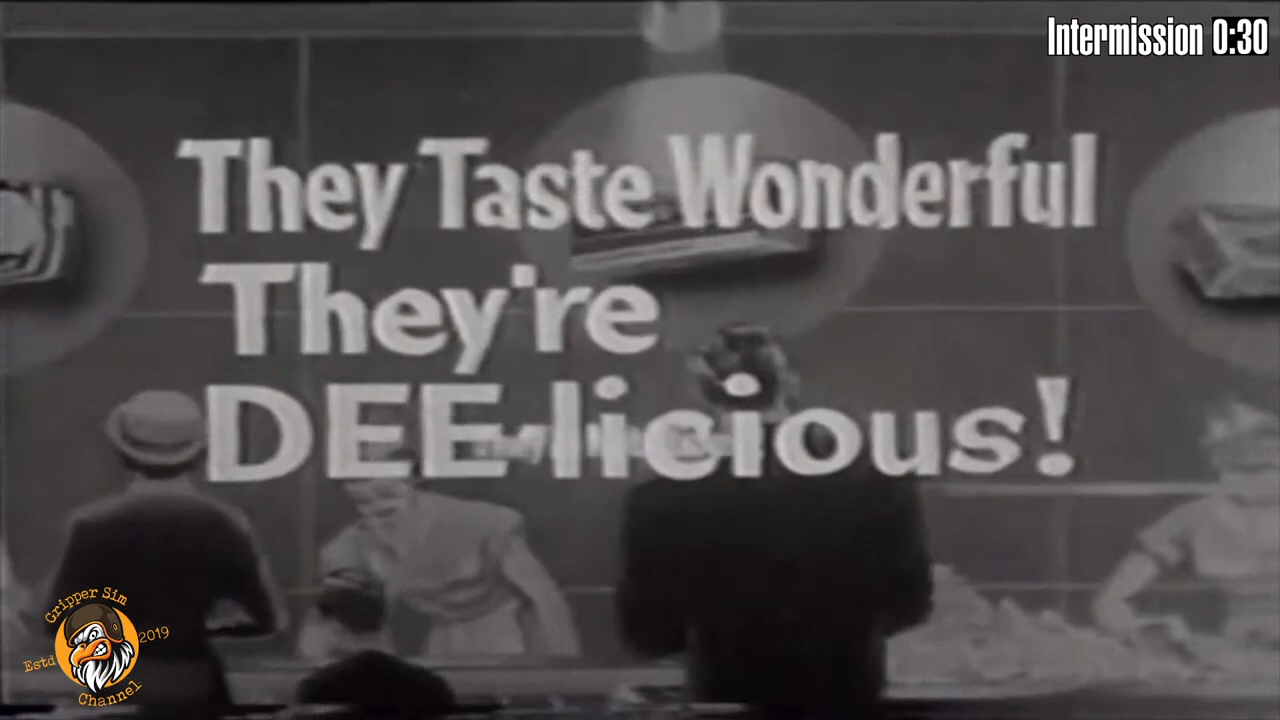 Intermission 0:30
They Taste Wonderful
They're
DEE-licious!
Gripper Sim
Estd 2019
Channel